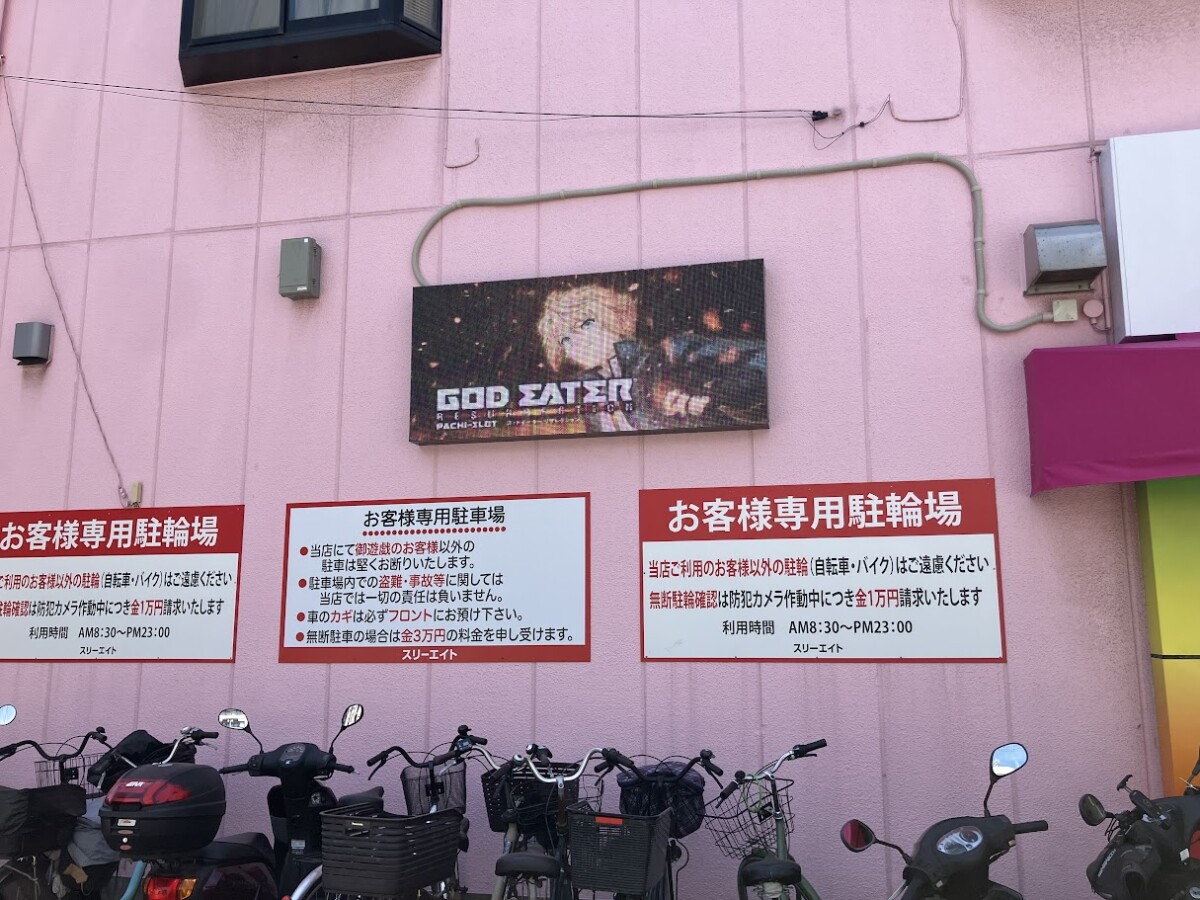 GOD EATER
RESURRECTION
PACHI-SLOT
お客様専用駐輪場
ご利用のお客様以外の駐輪(自転車・バイク)はご遠慮ください
駐輪確認は防犯カメラ作動中につき金1万円請求いたします
利用時間 AM8:30〜PM23:00
スリーエイト
お客様専用駐車場
●当店にて御遊戯のお客様以外の
駐車は堅くお断りいたします。
●駐車場内での盗難・事故等に関しては
当店では一切の責任は負いません。
●車のカギは必ずフロントにお預け下さい。
●無断駐車の場合は金3万円の料金を申し受けます。
スリーエイト
お客様専用駐輪場
当店ご利用のお客様以外の駐輪(自転車・バイク)はご遠慮ください
無断駐輪確認は防犯カメラ作動中につき金1万円請求いたします
利用時間 AM8:30〜PM23:00
スリーエイト